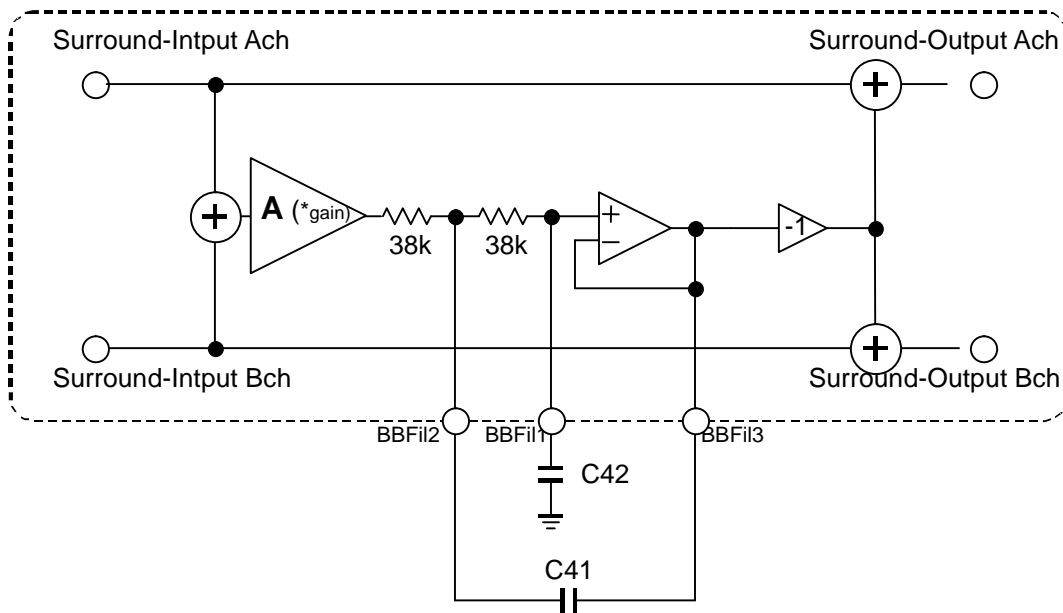 Surround-Intput Ach
Surround-Output Ach
+
+
A (*gain)
38k
38k
+
−
-1
+
Surround-Intput Bch
Surround-Output Bch
BBFil2
BBFil1
BBFil3
C42
C41